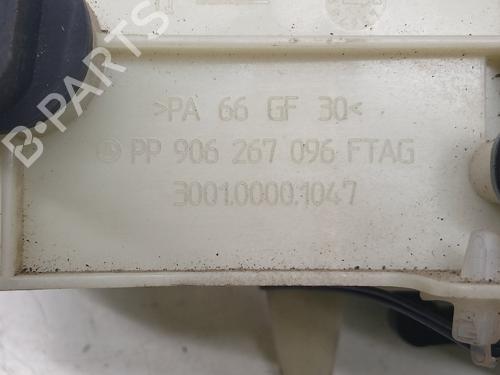 >PA 66 GF 30<
PP 906 267 096 FTAG
3001.0000.1047
B-PARTS